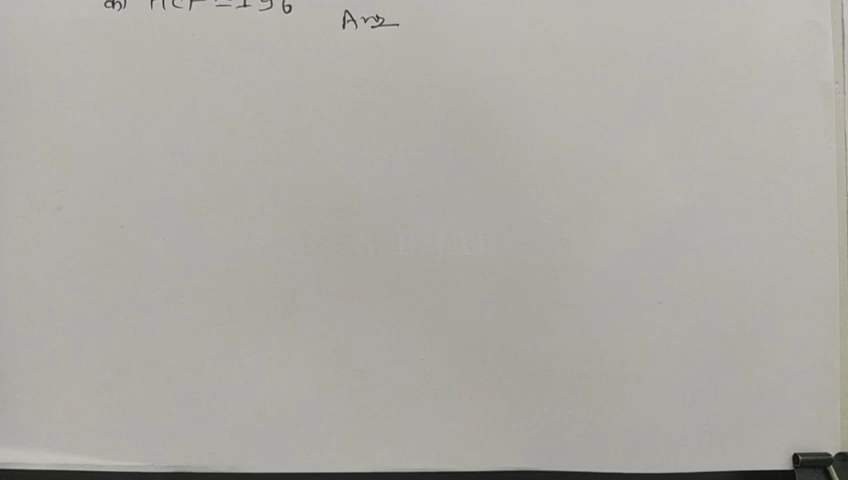 HCF = 196
Ans